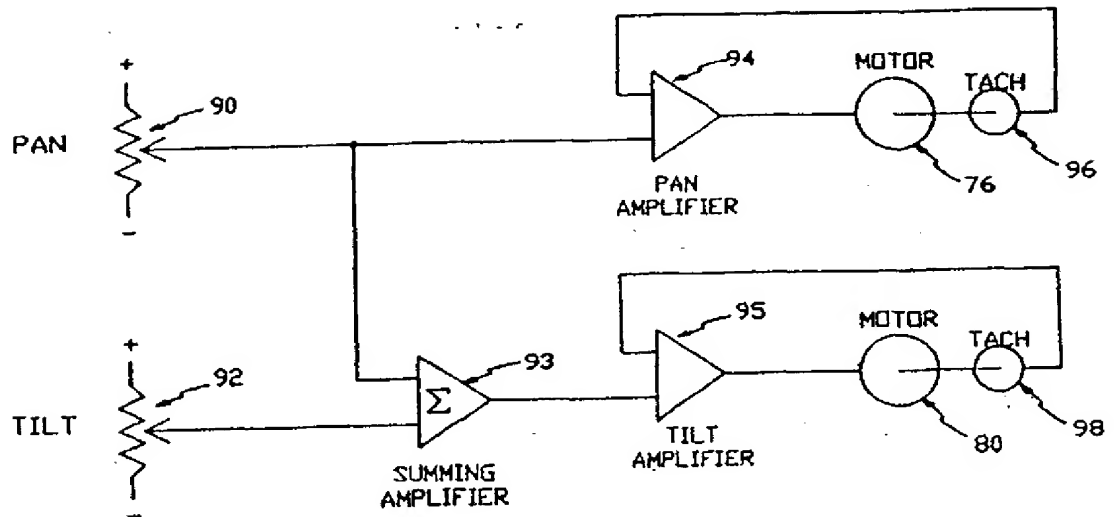 +
90
PAN
-
94
PAN
AMPLIFIER
MOTOR
76
TACH
96
+
92
TILT
93
Σ
SUMMING
AMPLIFIER
95
TILT
AMPLIFIER
MOTOR
80
TACH
98